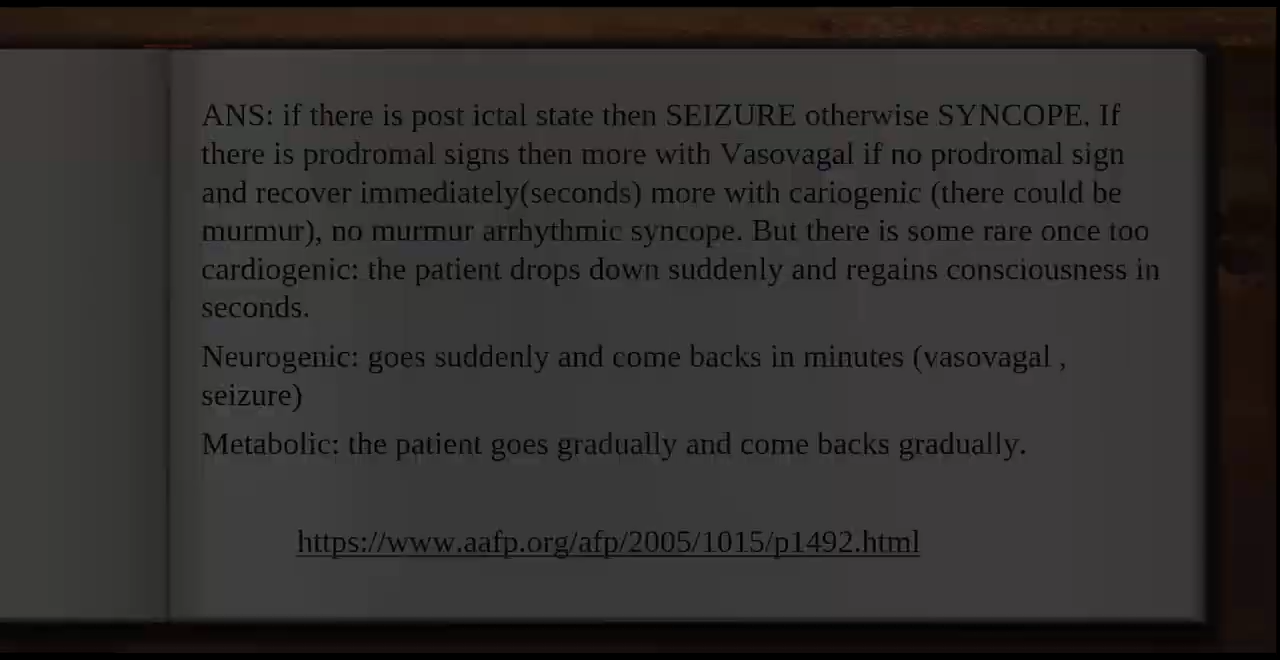 ANS: if there is post ictal state then SEIZURE otherwise SYNCOPE. If
there is prodromal signs then more with Vasovagal if no prodromal sign
and recover immediately(seconds) more with cariogenic (there could be
murmur), no murmur arrhythmic syncope. But there is some rare once too
cardiogenic: the patient drops down suddenly and regains consciousness in
seconds.
Neurogenic: goes suddenly and come backs in minutes (vasovagal ,
seizure)
Metabolic: the patient goes gradually and come backs gradually.
https://www.aafp.org/afp/2005/1015/p1492.html